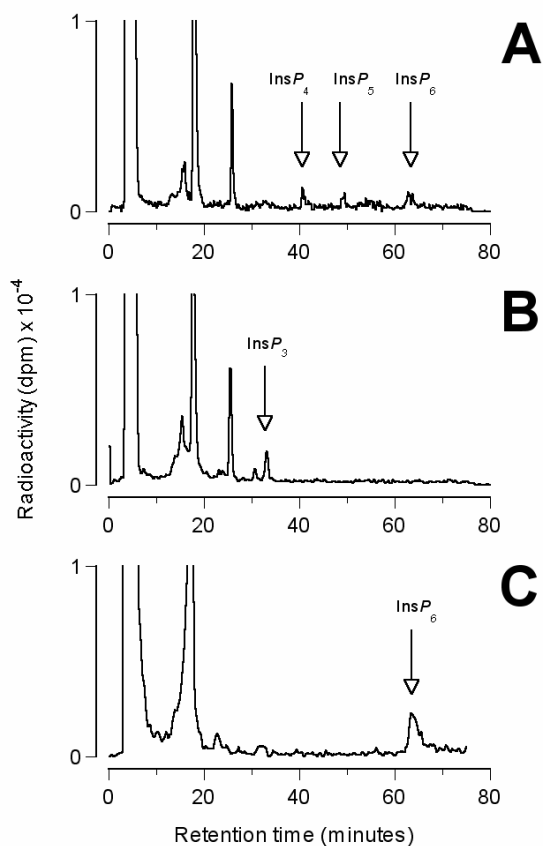 Radioactivity (dpm) x 10⁻⁴
A
1
0
InsP₄ InsP₅ InsP₆
0 20 40 60 80
B
1
0
InsP₃
0 20 40 60 80
C
1
0
InsP₆
0 20 40 60 80
Retention time (minutes)